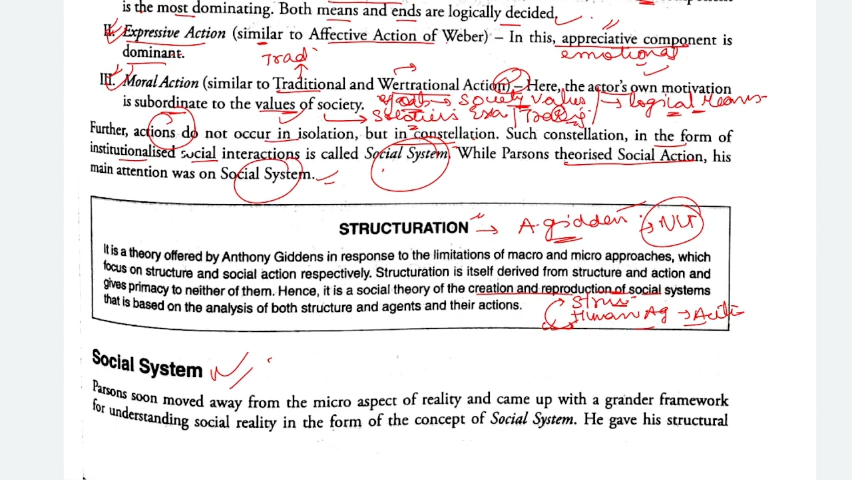 is the most dominating. Both means and ends are logically decided.
II. Expressive Action (similar to Affective Action of Weber) – In this, appreciative component is
dominant.
emotional
Trad
III. Moral Action (similar to Traditional and Wertrational Action) – Here, the actor's own motivation
is subordinate to the values of society.
Society values
logical Means
Further, actions do not occur in isolation, but in constellation. Such constellation, in the form of
institutionalised social interactions is called Social System. While Parsons theorised Social Action, his
main attention was on Social System.
STRUCTURATION → A. gidden
It is a theory offered by Anthony Giddens in response to the limitations of macro and micro approaches, which
focus on structure and social action respectively. Structuration is itself derived from structure and action and
gives primacy to neither of them. Hence, it is a social theory of the creation and reproduction of social systems
that is based on the analysis of both structure and agents and their actions.
Human Ag →
Social System
Parsons soon moved away from the micro aspect of reality and came up with a grander framework
for understanding social reality in the form of the concept of Social System. He gave his structural